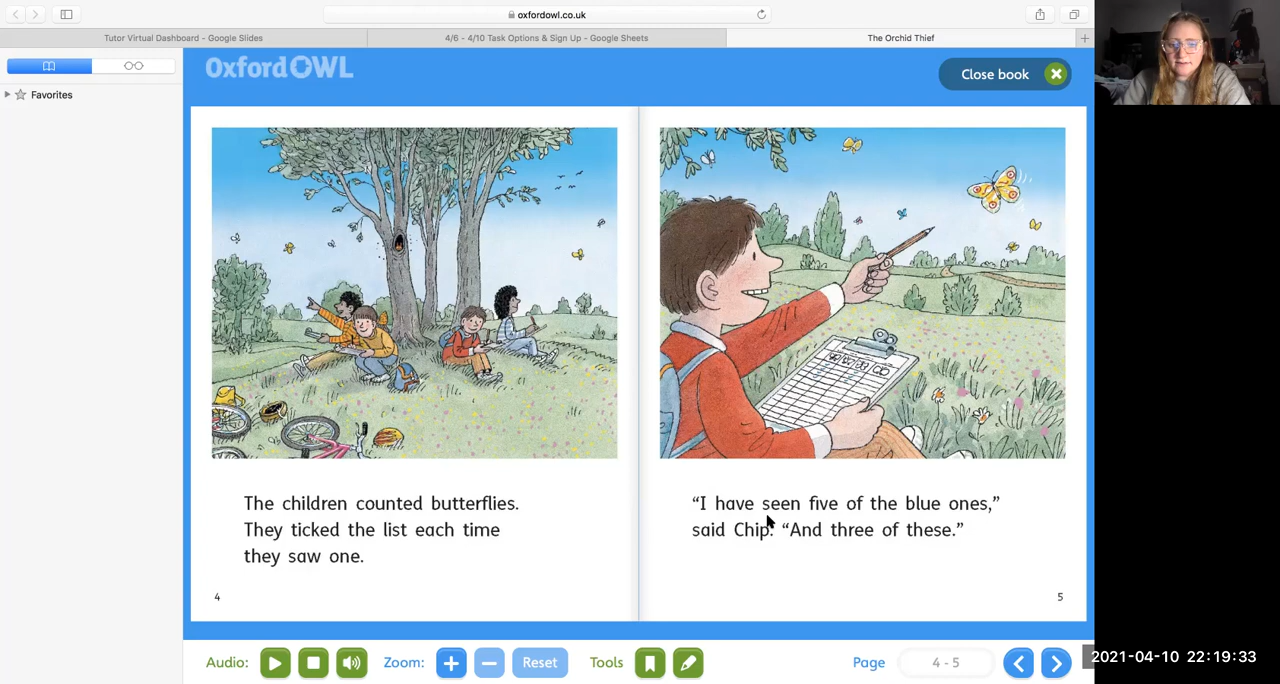 oxfordowl.co.uk
Tutor Virtual Dashboard - Google Slides
4/6 - 4/10 Task Options & Sign Up - Google Sheets
The Orchid Thief
Favorites
Oxford OWL
Close book
The children counted butterflies.
They ticked the list each time
they saw one.
4
“I have seen five of the blue ones,”
said Chip. “And three of these.”
5
Audio:
Zoom:
Reset
Tools
Page
4 - 5
2021-04-10 22:19:33